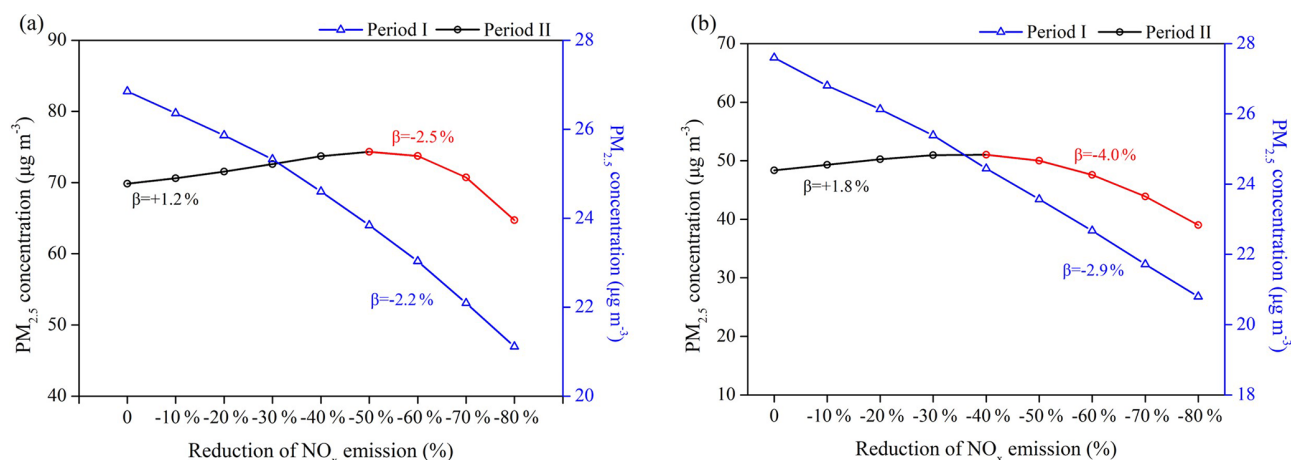 (a)
Period I Period II
90
80
70
60
50
40
PM2.5 concentration (μg m-3)
28
26
24
22
20
PM2.5 concentration (μg m-3)
β=-2.5 %
β=+1.2 %
β=-2.2 %
0 -10 % -20 % -30 % -40 % -50 % -60 % -70 % -80 %
Reduction of NOx emission (%)
(b)
Period I Period II
70
60
50
40
30
20
10
PM2.5 concentration (μg m-3)
28
26
24
22
20
18
PM2.5 concentration (μg m-3)
β=-4.0 %
β=+1.8 %
β=-2.9 %
0 -10 % -20 % -30 % -40 % -50 % -60 % -70 % -80 %
Reduction of NOx emission (%)